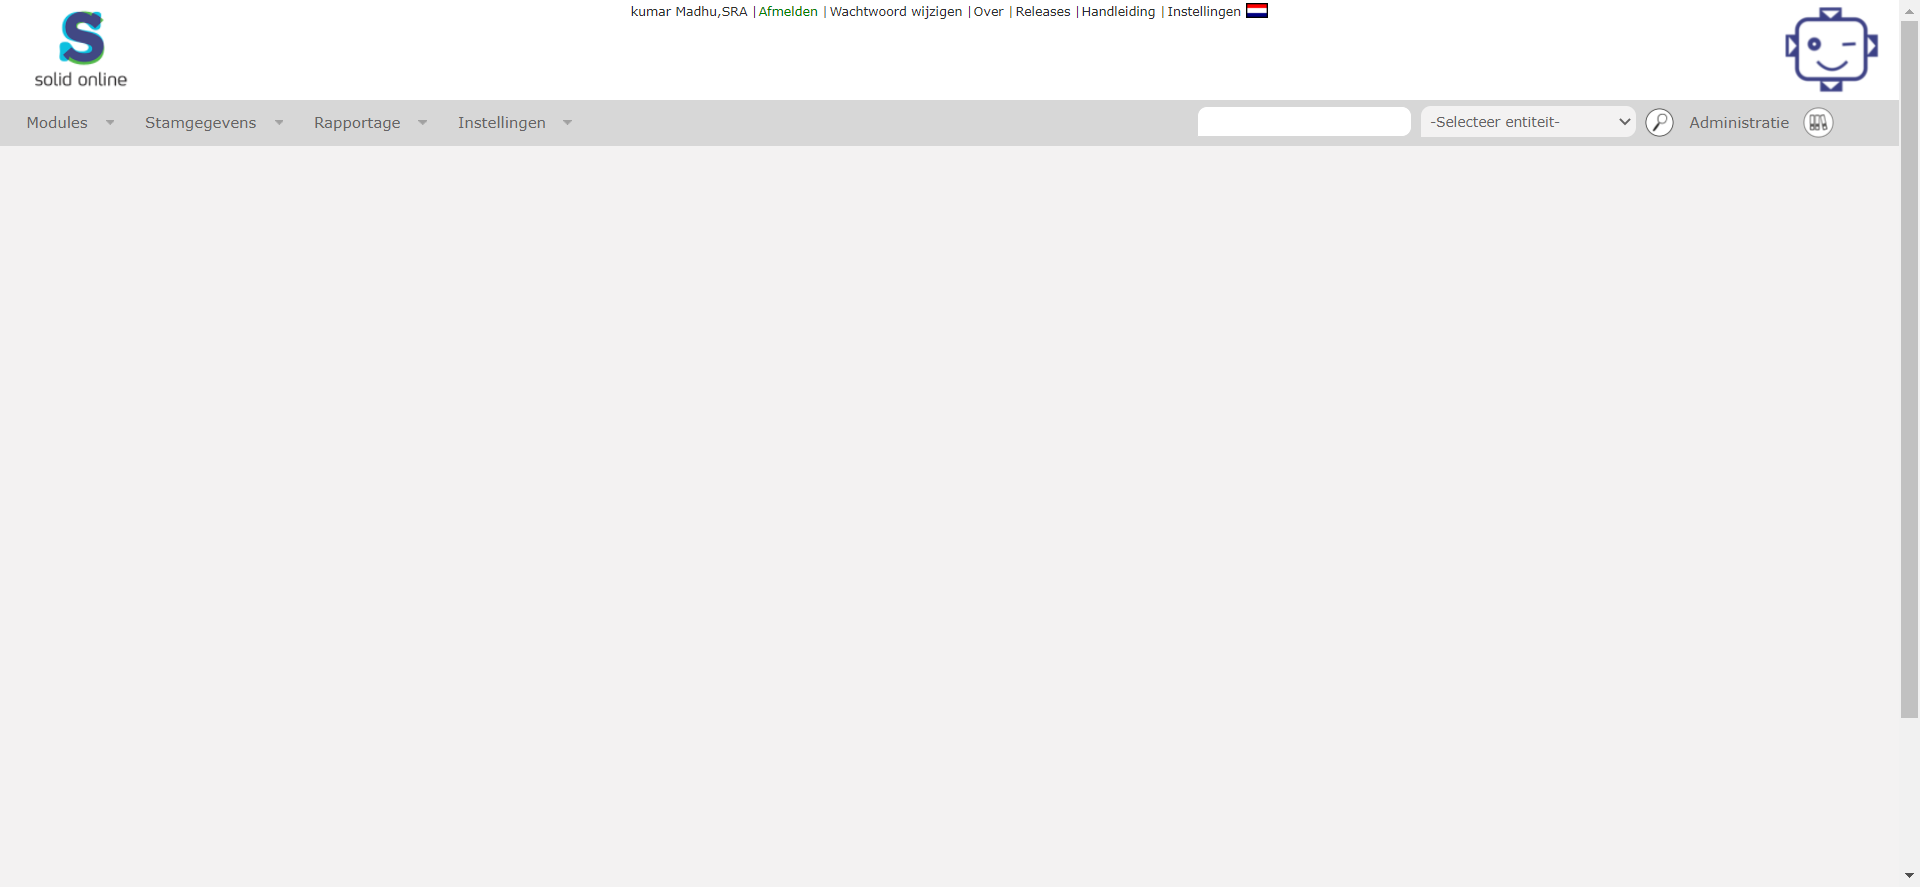 kumar Madhu,SRA |Afmelden |Wachtwoord wijzigen |Over |Releases |Handleiding |Instellingen
S
solid online
Modules Stamgegevens Rapportage Instellingen -Selecteer entiteit- Administratie